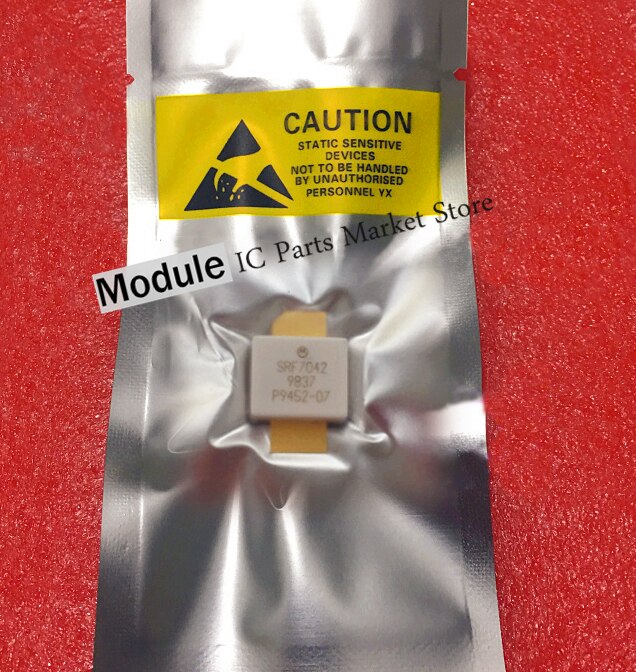 CAUTION
STATIC SENSITIVE
DEVICES
NOT TO BE HANDLED
BY UNAUTHORISED
PERSONNEL YX
Module IC Parts Market Store
SRF7042
9837
P9452-07